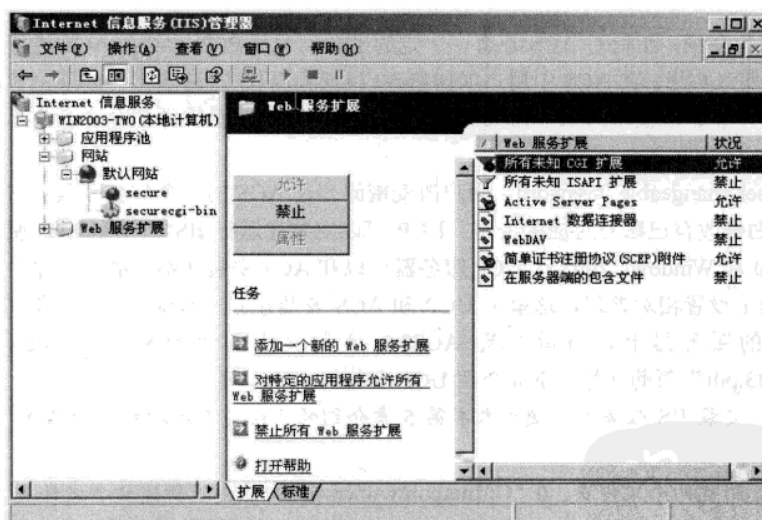 Internet 信息服务(IIS)管理器
文件(F) 操作(A) 查看(V) 窗口(W) 帮助(H)
Internet 信息服务
WIN2003-TWO(本地计算机)
应用程序池
网站
默认网站
secure
securecgi-bin
Web 服务扩展
Web 服务扩展
允许
禁止
属性
任务
添加一个新的 Web 服务扩展
对特定的应用程序允许所有
Web 服务扩展
禁止所有 Web 服务扩展
打开帮助
Web 服务扩展 状况
所有未知 CGI 扩展 允许
所有未知 ISAPI 扩展 禁止
Active Server Pages 允许
Internet 数据连接器 禁止
WebDAV 禁止
简单证书注册协议(SCEP)附件 允许
在服务器端的包含文件 禁止
扩展 标准